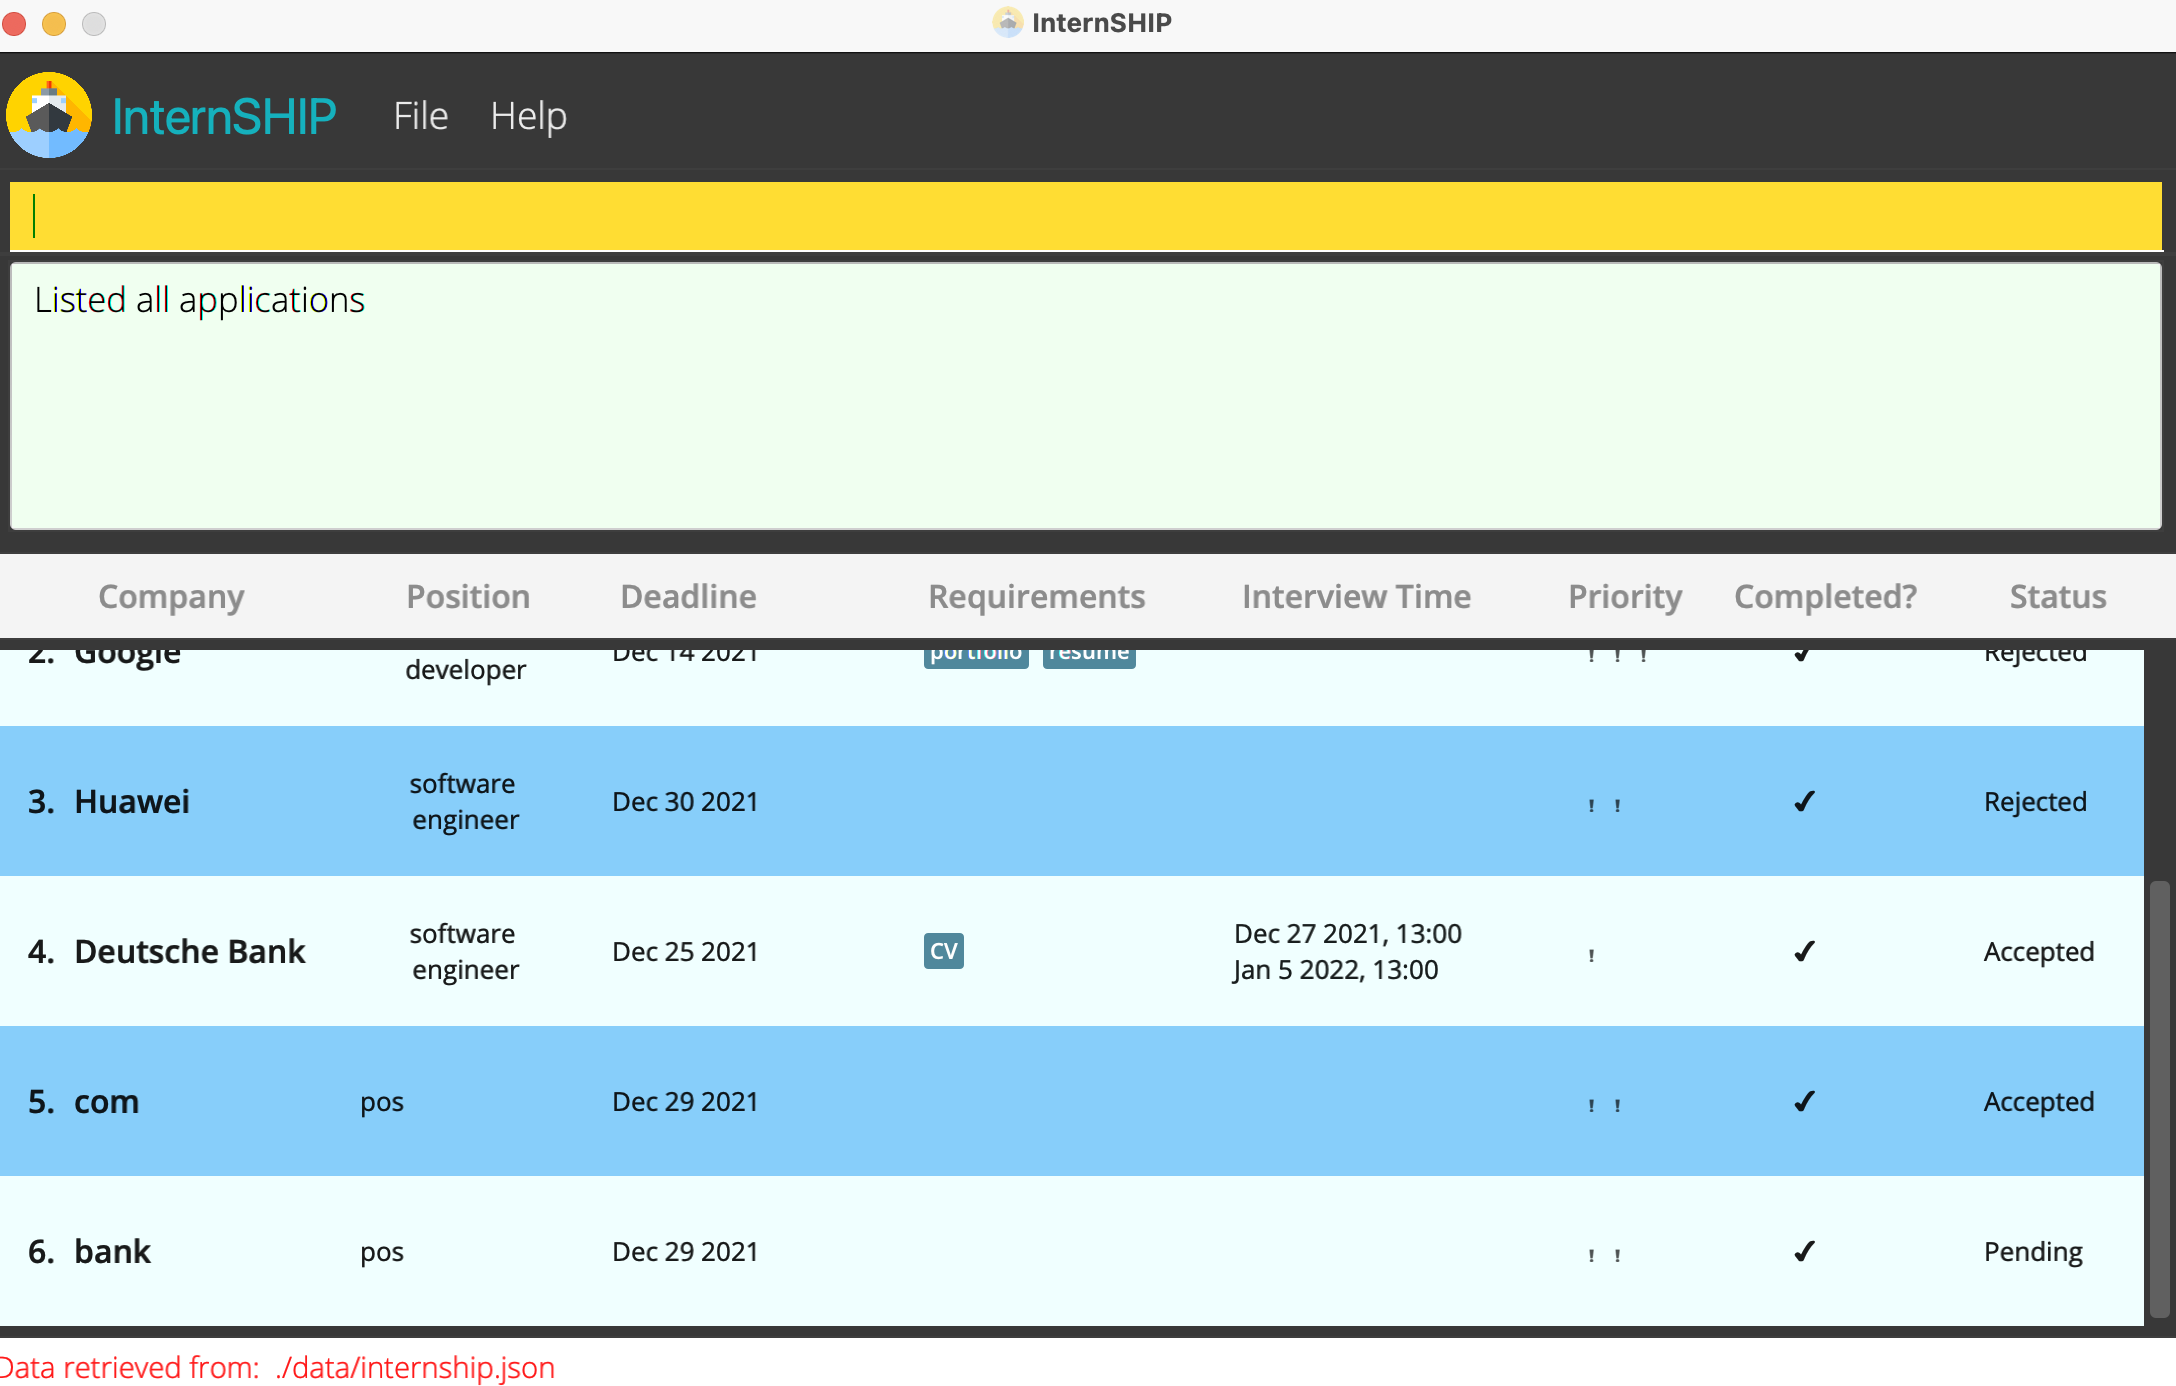 InternSHIP
InternSHIP File Help
Listed all applications
Company Position Deadline Requirements Interview Time Priority Completed? Status
2. Google developer Dec 14 2021 portfolio resume ! ! ! ✓ Rejected
3. Huawei software engineer Dec 30 2021 ! ! ✓ Rejected
4. Deutsche Bank software engineer Dec 25 2021 CV Dec 27 2021, 13:00 Jan 5 2022, 13:00 ! ✓ Accepted
5. com pos Dec 29 2021 ! ! ✓ Accepted
6. bank pos Dec 29 2021 ! ! ✓ Pending
Data retrieved from: ./data/internship.json